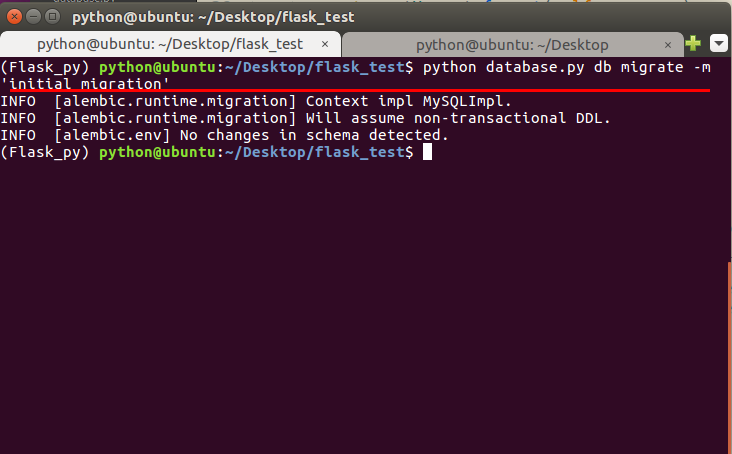 python@ubuntu: ~/Desktop/flask_test
python@ubuntu: ~/Desktop/flask_test ×
python@ubuntu: ~/Desktop ×
(Flask_py) python@ubuntu:~/Desktop/flask_test$ python database.py db migrate -m
'initial migration'
INFO  [alembic.runtime.migration] Context impl MySQLImpl.
INFO  [alembic.runtime.migration] Will assume non-transactional DDL.
INFO  [alembic.env] No changes in schema detected.
(Flask_py) python@ubuntu:~/Desktop/flask_test$